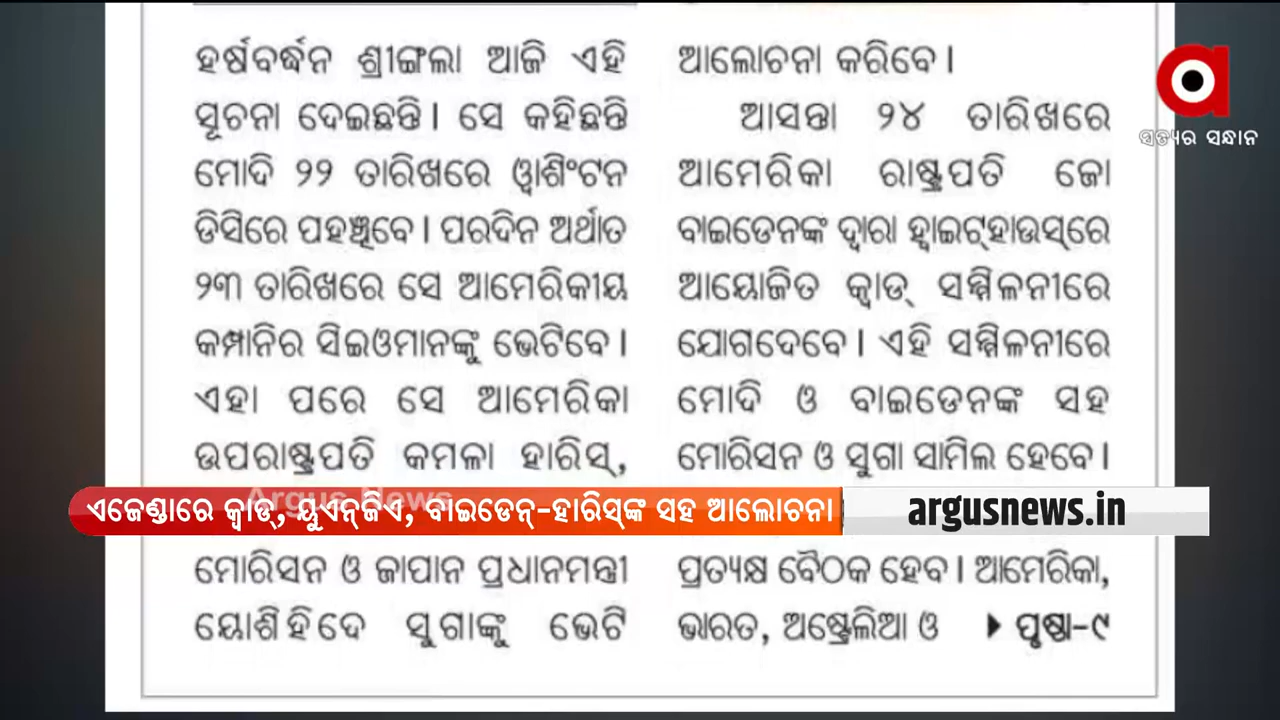 ହର୍ଷବର୍ଦ୍ଧନ ଶ୍ରୀଙ୍ଗଲା ଆଜି ଏହି
ସୂଚନା ଦେଇଛନ୍ତି। ସେ କହିଛନ୍ତି
ମୋଦି ୨୨ ତାରିଖରେ ୱାଶିଂଟନ
ଡିସିରେ ପହଞ୍ଚିବେ। ପରଦିନ ଅର୍ଥାତ
୨୩ ତାରିଖରେ ସେ ଆମେରିକୀୟ
କମ୍ପାନିର ସିଇଓମାନଙ୍କୁ ଭେଟିବେ।
ଏହା ପରେ ସେ ଆମେରିକା
ଉପରାଷ୍ଟ୍ରପତି କମଳା ହାରିସ୍,
ମୋରିସନ ଓ ଜାପାନ ପ୍ରଧାନମନ୍ତ୍ରୀ
ୟୋଶିହିଦେ ସୁଗାଙ୍କୁ ଭେଟି
ଆଲୋଚନା କରିବେ।
ଆସନ୍ତା ୨୪ ତାରିଖରେ
ଆମେରିକା ରାଷ୍ଟ୍ରପତି ଜୋ
ବାଇଡେନଙ୍କ ଦ୍ୱାରା ହ୍ୱାଇଟ୍‌ହାଉସ୍‌ରେ
ଆୟୋଜିତ କ୍ୱାଡ୍ ସମ୍ମିଳନୀରେ
ଯୋଗଦେବେ। ଏହି ସମ୍ମିଳନୀରେ
ମୋଦି ଓ ବାଇଡେନଙ୍କ ସହ
ମୋରିସନ ଓ ସୁଗା ସାମିଲ ହେବେ।
ପ୍ରତ୍ୟକ୍ଷ ବୈଠକ ହେବ। ଆମେରିକା,
ଭାରତ, ଅଷ୍ଟ୍ରେଲିଆ ଓ ▶ ପୃଷ୍ଠା-୯
a
ସତ୍ୟର ସନ୍ଧାନ
Argus News
ଏଜେଣ୍ଡାରେ କ୍ୱାଡ୍, ୟୁଏନ୍‌ଜିଏ, ବାଇଡେନ୍-ହାରିସ୍‌ଙ୍କ ସହ ଆଲୋଚନା
argusnews.in